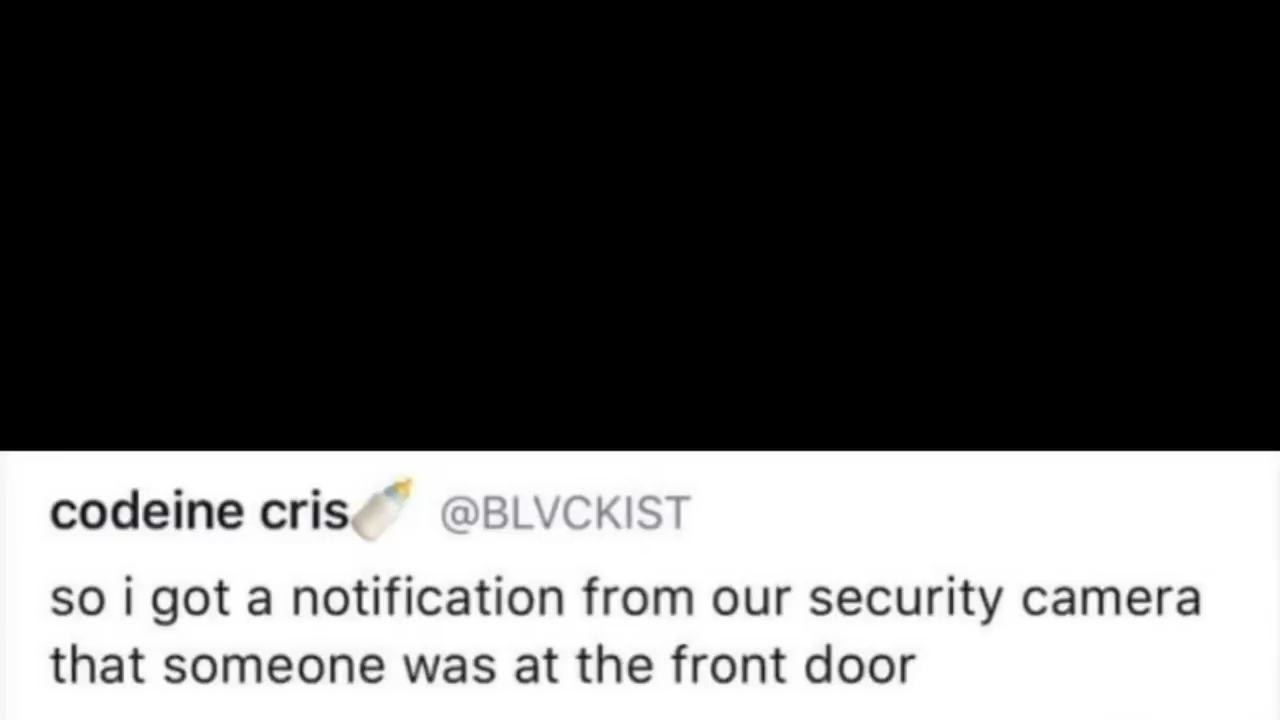 codeine cris🍼 @BLVCKIST
so i got a notification from our security camera
that someone was at the front door